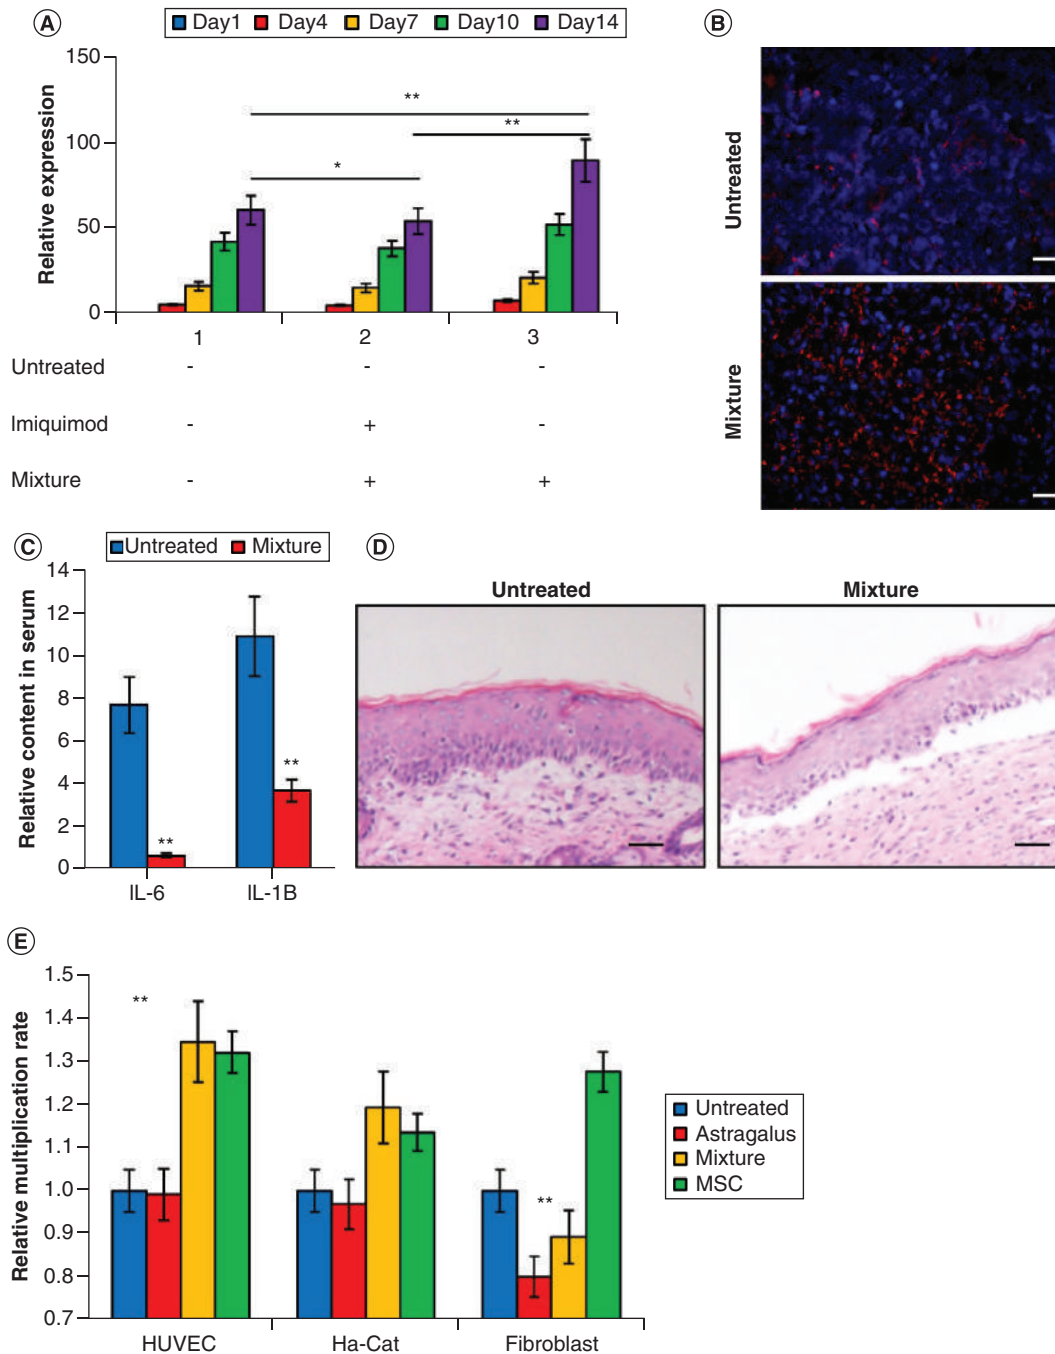 A
Day1 Day4 Day7 Day10 Day14
Relative expression
150
100
50
0
**
**
*
1 2 3
Untreated - - -
Imiquimod - + -
Mixture - + +
B
Untreated
Mixture
C
Untreated Mixture
Relative content in serum
14
12
10
8
6
4
2
0
**
**
IL-6 IL-1B
D
Untreated Mixture
E
Relative multiplication rate
1.5
1.4
1.3
1.2
1.1
1.0
0.9
0.8
0.7
**
**
HUVEC Ha-Cat Fibroblast
Untreated
Astragalus
Mixture
MSC